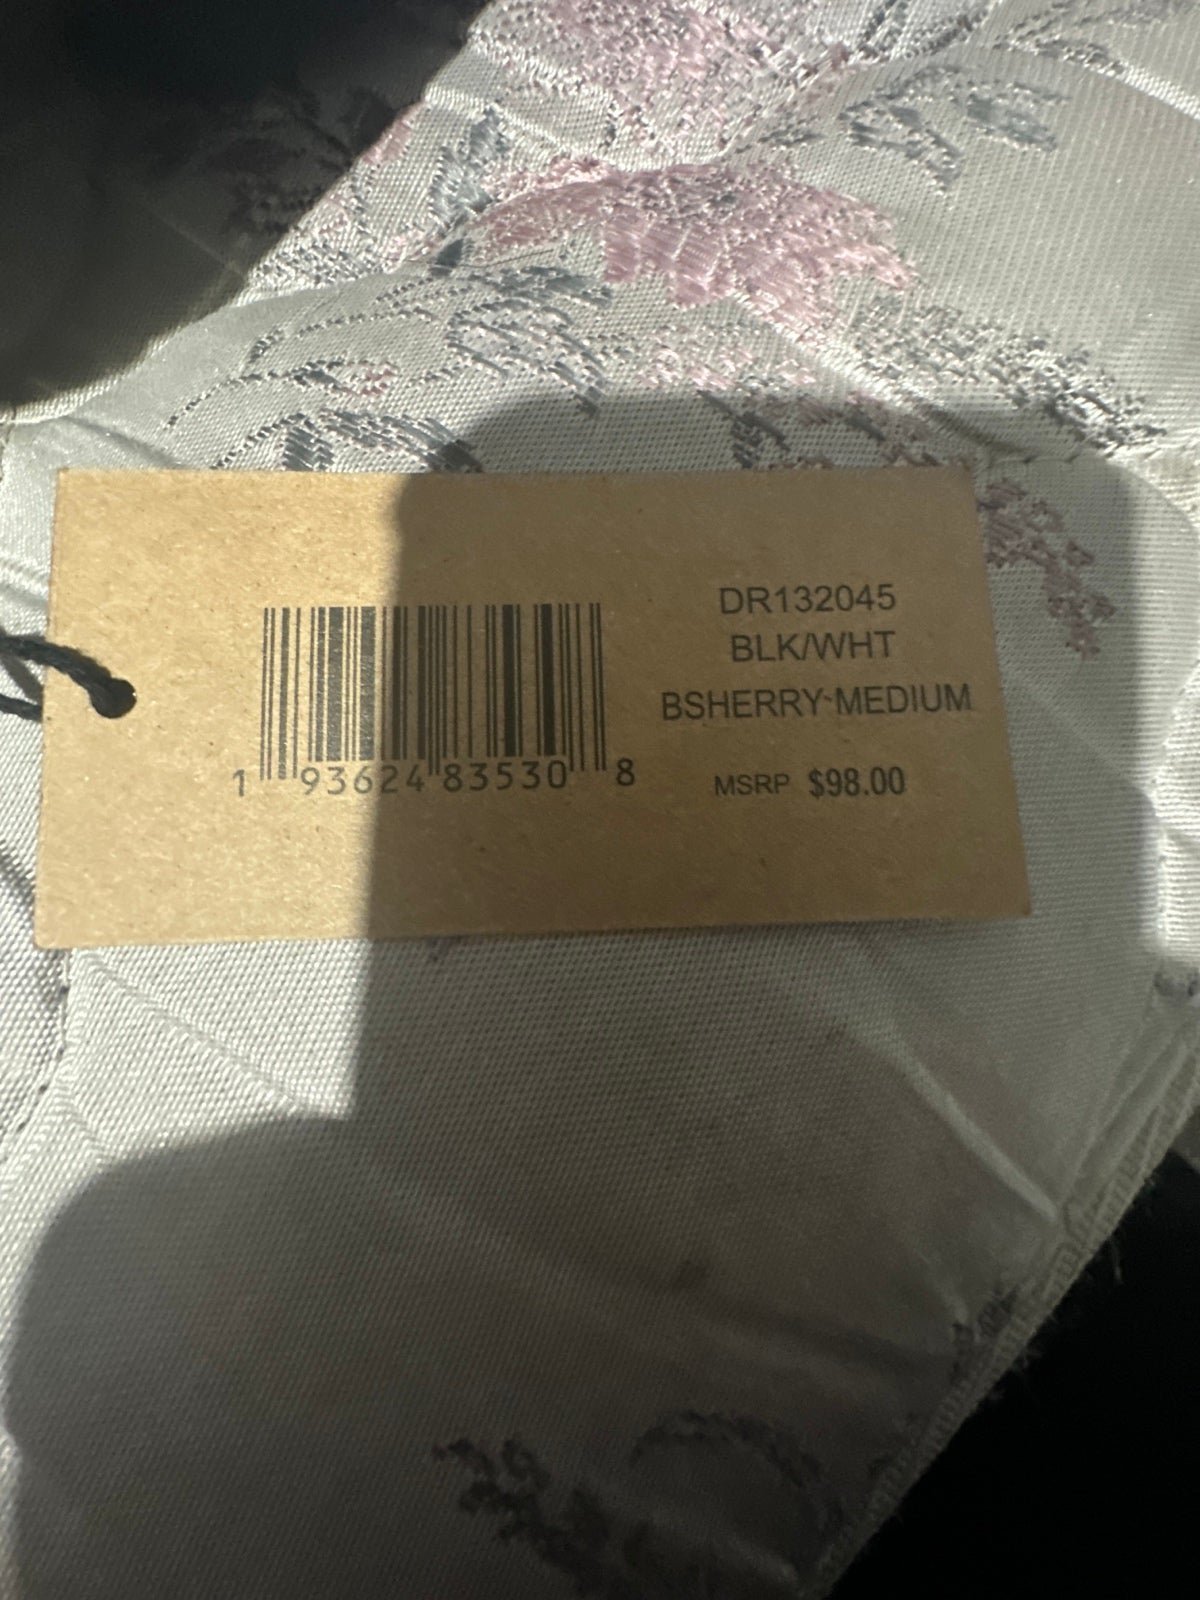 DR132045
BLK/WHT
BSHERRY-MEDIUM
MSRP $98.00
1 93624 83530 8